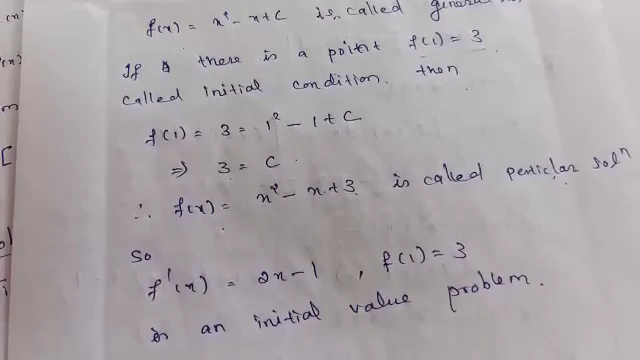 f(x) = x² - x + c is called general
If there is a point f(1) = 3
called initial condition. then
f(1) = 3 = 1² - 1 + C
⇒ 3 = C.
∴ f(x) = x² - x + 3 is called perticlar solⁿ
So
f'(x) = 2x - 1 , f(1) = 3
is an initial value problem.